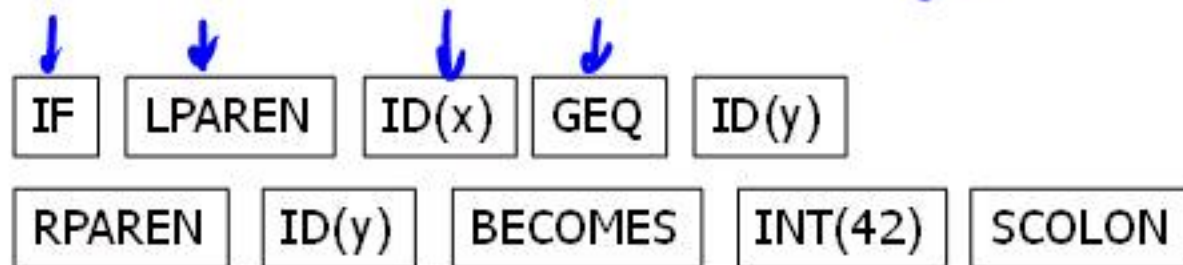 IF LPAREN ID(x) GEQ ID(y)
RPAREN ID(y) BECOMES INT(42) SCOLON